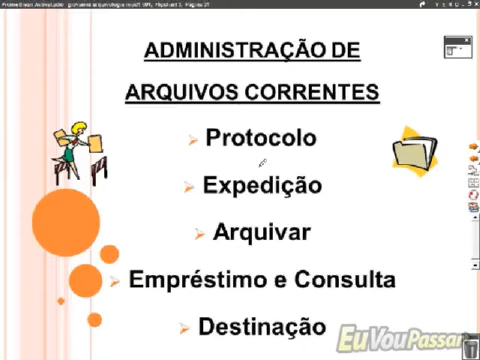 ADMINISTRAÇÃO DE
ARQUIVOS CORRENTES
Protocolo
Expedição
Arquivar
Empréstimo e Consulta
Destinação
EuVouPassar